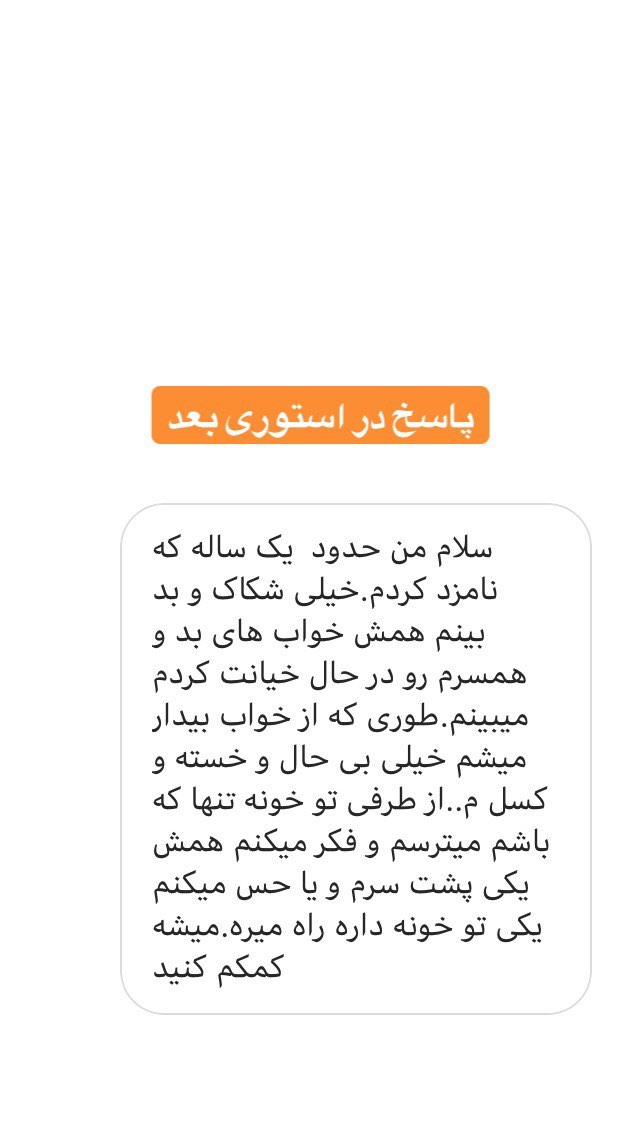 پاسخ در استوری بعد
سلام من حدود  یک ساله که
نامزد کردم.خیلی شکاک و بد
بینم همش خواب های بد و
همسرم رو در حال خیانت کردم
میبینم.طوری که از خواب بیدار
میشم خیلی بی حال و خسته و
کسل م..از طرفی تو خونه تنها که
باشم میترسم و فکر میکنم همش
یکی پشت سرم و یا حس میکنم
یکی تو خونه داره راه میره.میشه
کمکم کنید